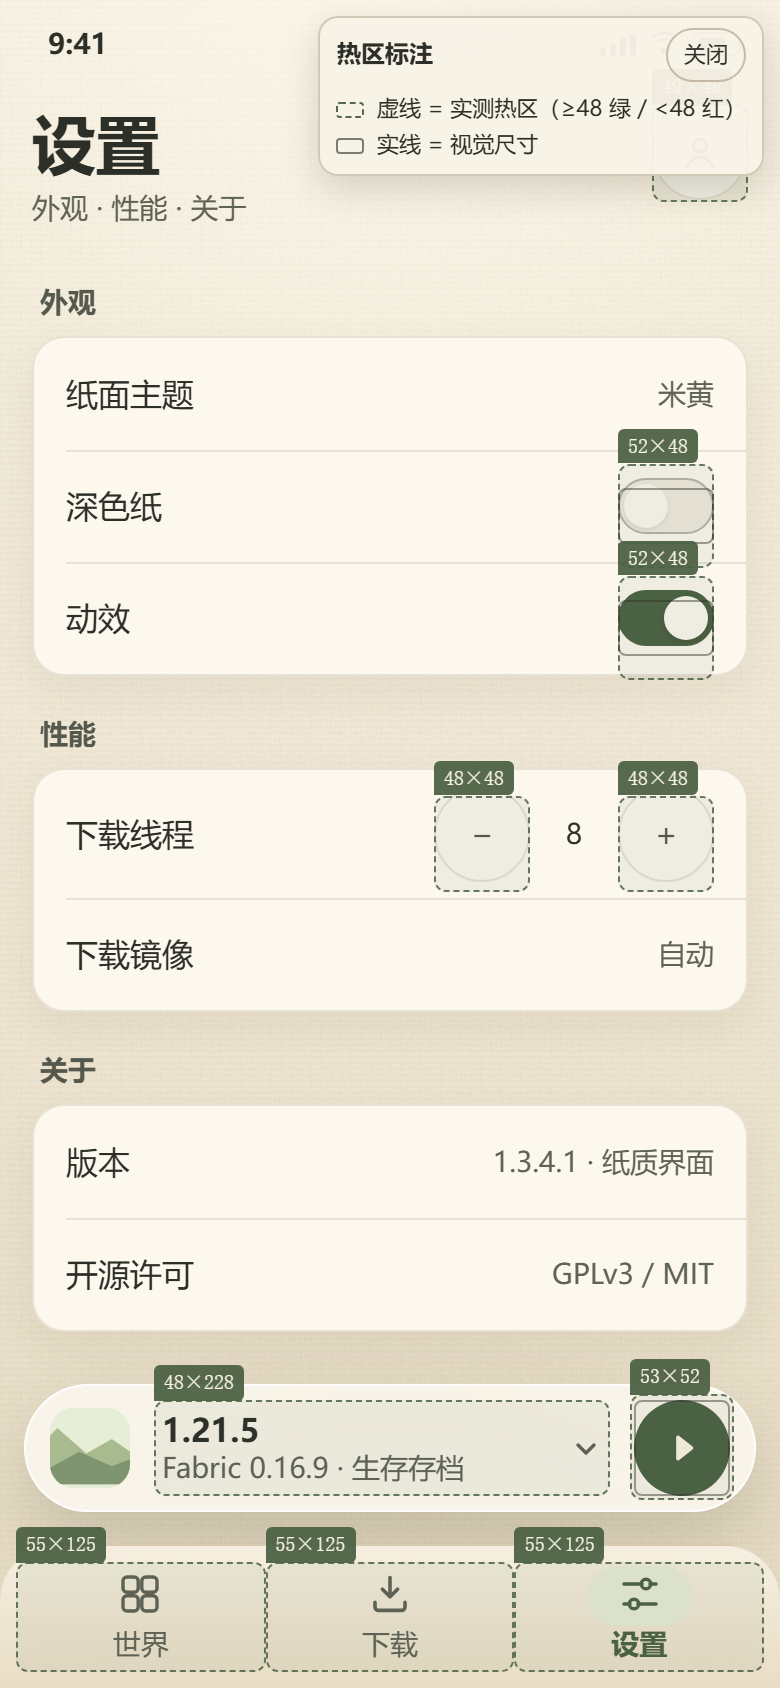 9:41
热区标注
关闭
虚线 = 实测热区（≥48 绿 / <48 红）
实线 = 视觉尺寸
49×48
设置
外观 · 性能 · 关于
外观
纸面主题
米黄
52×48
深色纸
52×48
动效
性能
48×48
48×48
下载线程
−
8
+
下载镜像
自动
关于
版本
1.3.4.1 · 纸质界面
开源许可
GPLv3 / MIT
48×228
53×52
1.21.5
Fabric 0.16.9 · 生存存档
55×125
55×125
55×125
世界
下载
设置